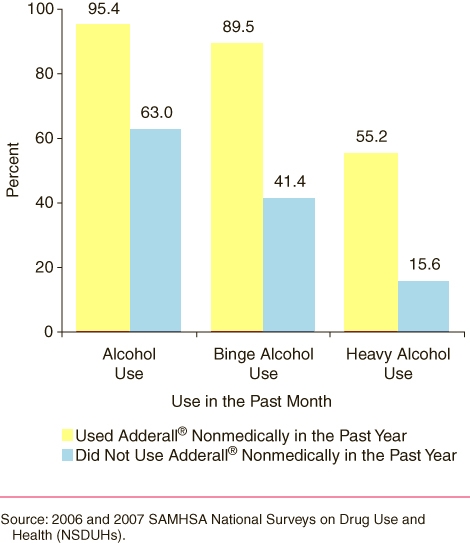 100
80
60
40
20
0
Percent
95.4
63.0
89.5
41.4
55.2
15.6
Alcohol
Use
Binge Alcohol
Use
Heavy Alcohol
Use
Use in the Past Month
Used Adderall® Nonmedically in the Past Year
Did Not Use Adderall® Nonmedically in the Past Year
Source: 2006 and 2007 SAMHSA National Surveys on Drug Use and
Health (NSDUHs).